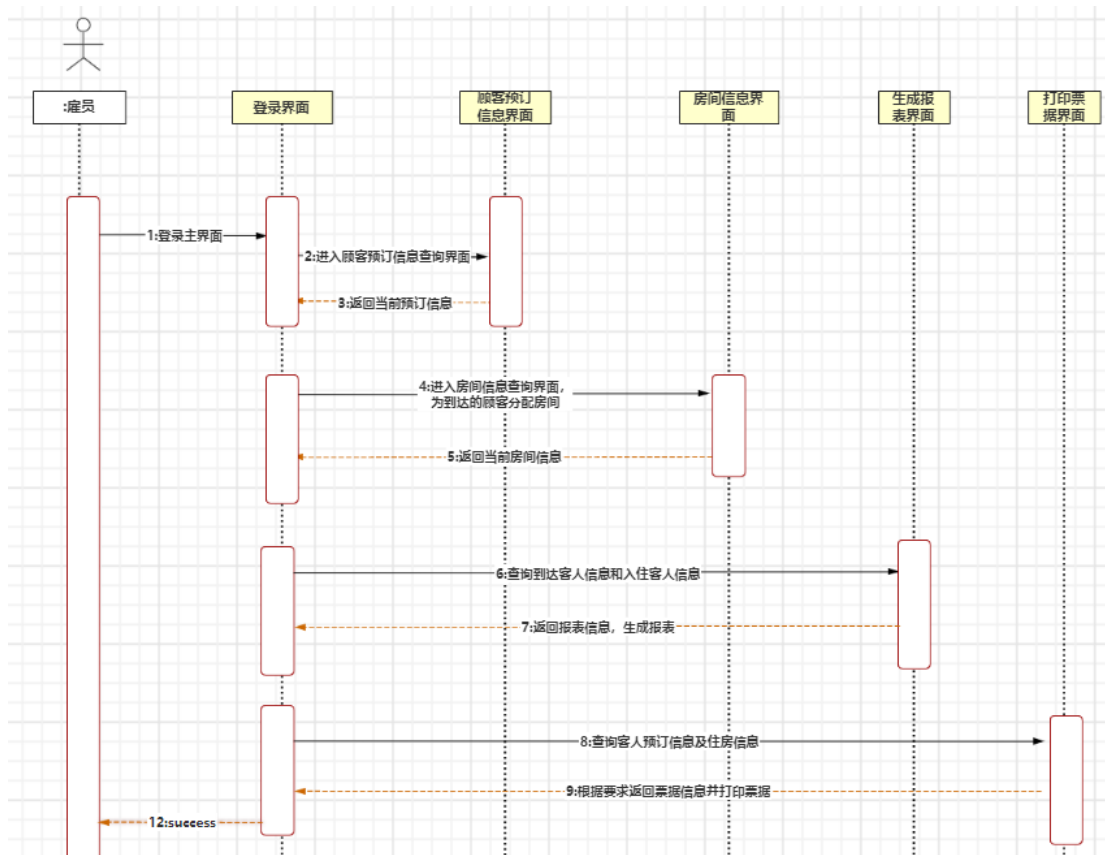 :雇员
登录界面
顾客预订
信息界面
房间信息界
面
生成报
表界面
打印票
据界面
1:登录主界面
2:进入顾客预订信息查询界面
3:返回当前预订信息
4:进入房间信息查询界面,
为到达的顾客分配房间
5:返回当前房间信息
6:查询到达客人信息和入住客人信息
7:返回报表信息，生成报表
8:查询客人预订信息及住房信息
9:根据要求返回票据信息并打印票据
12:success